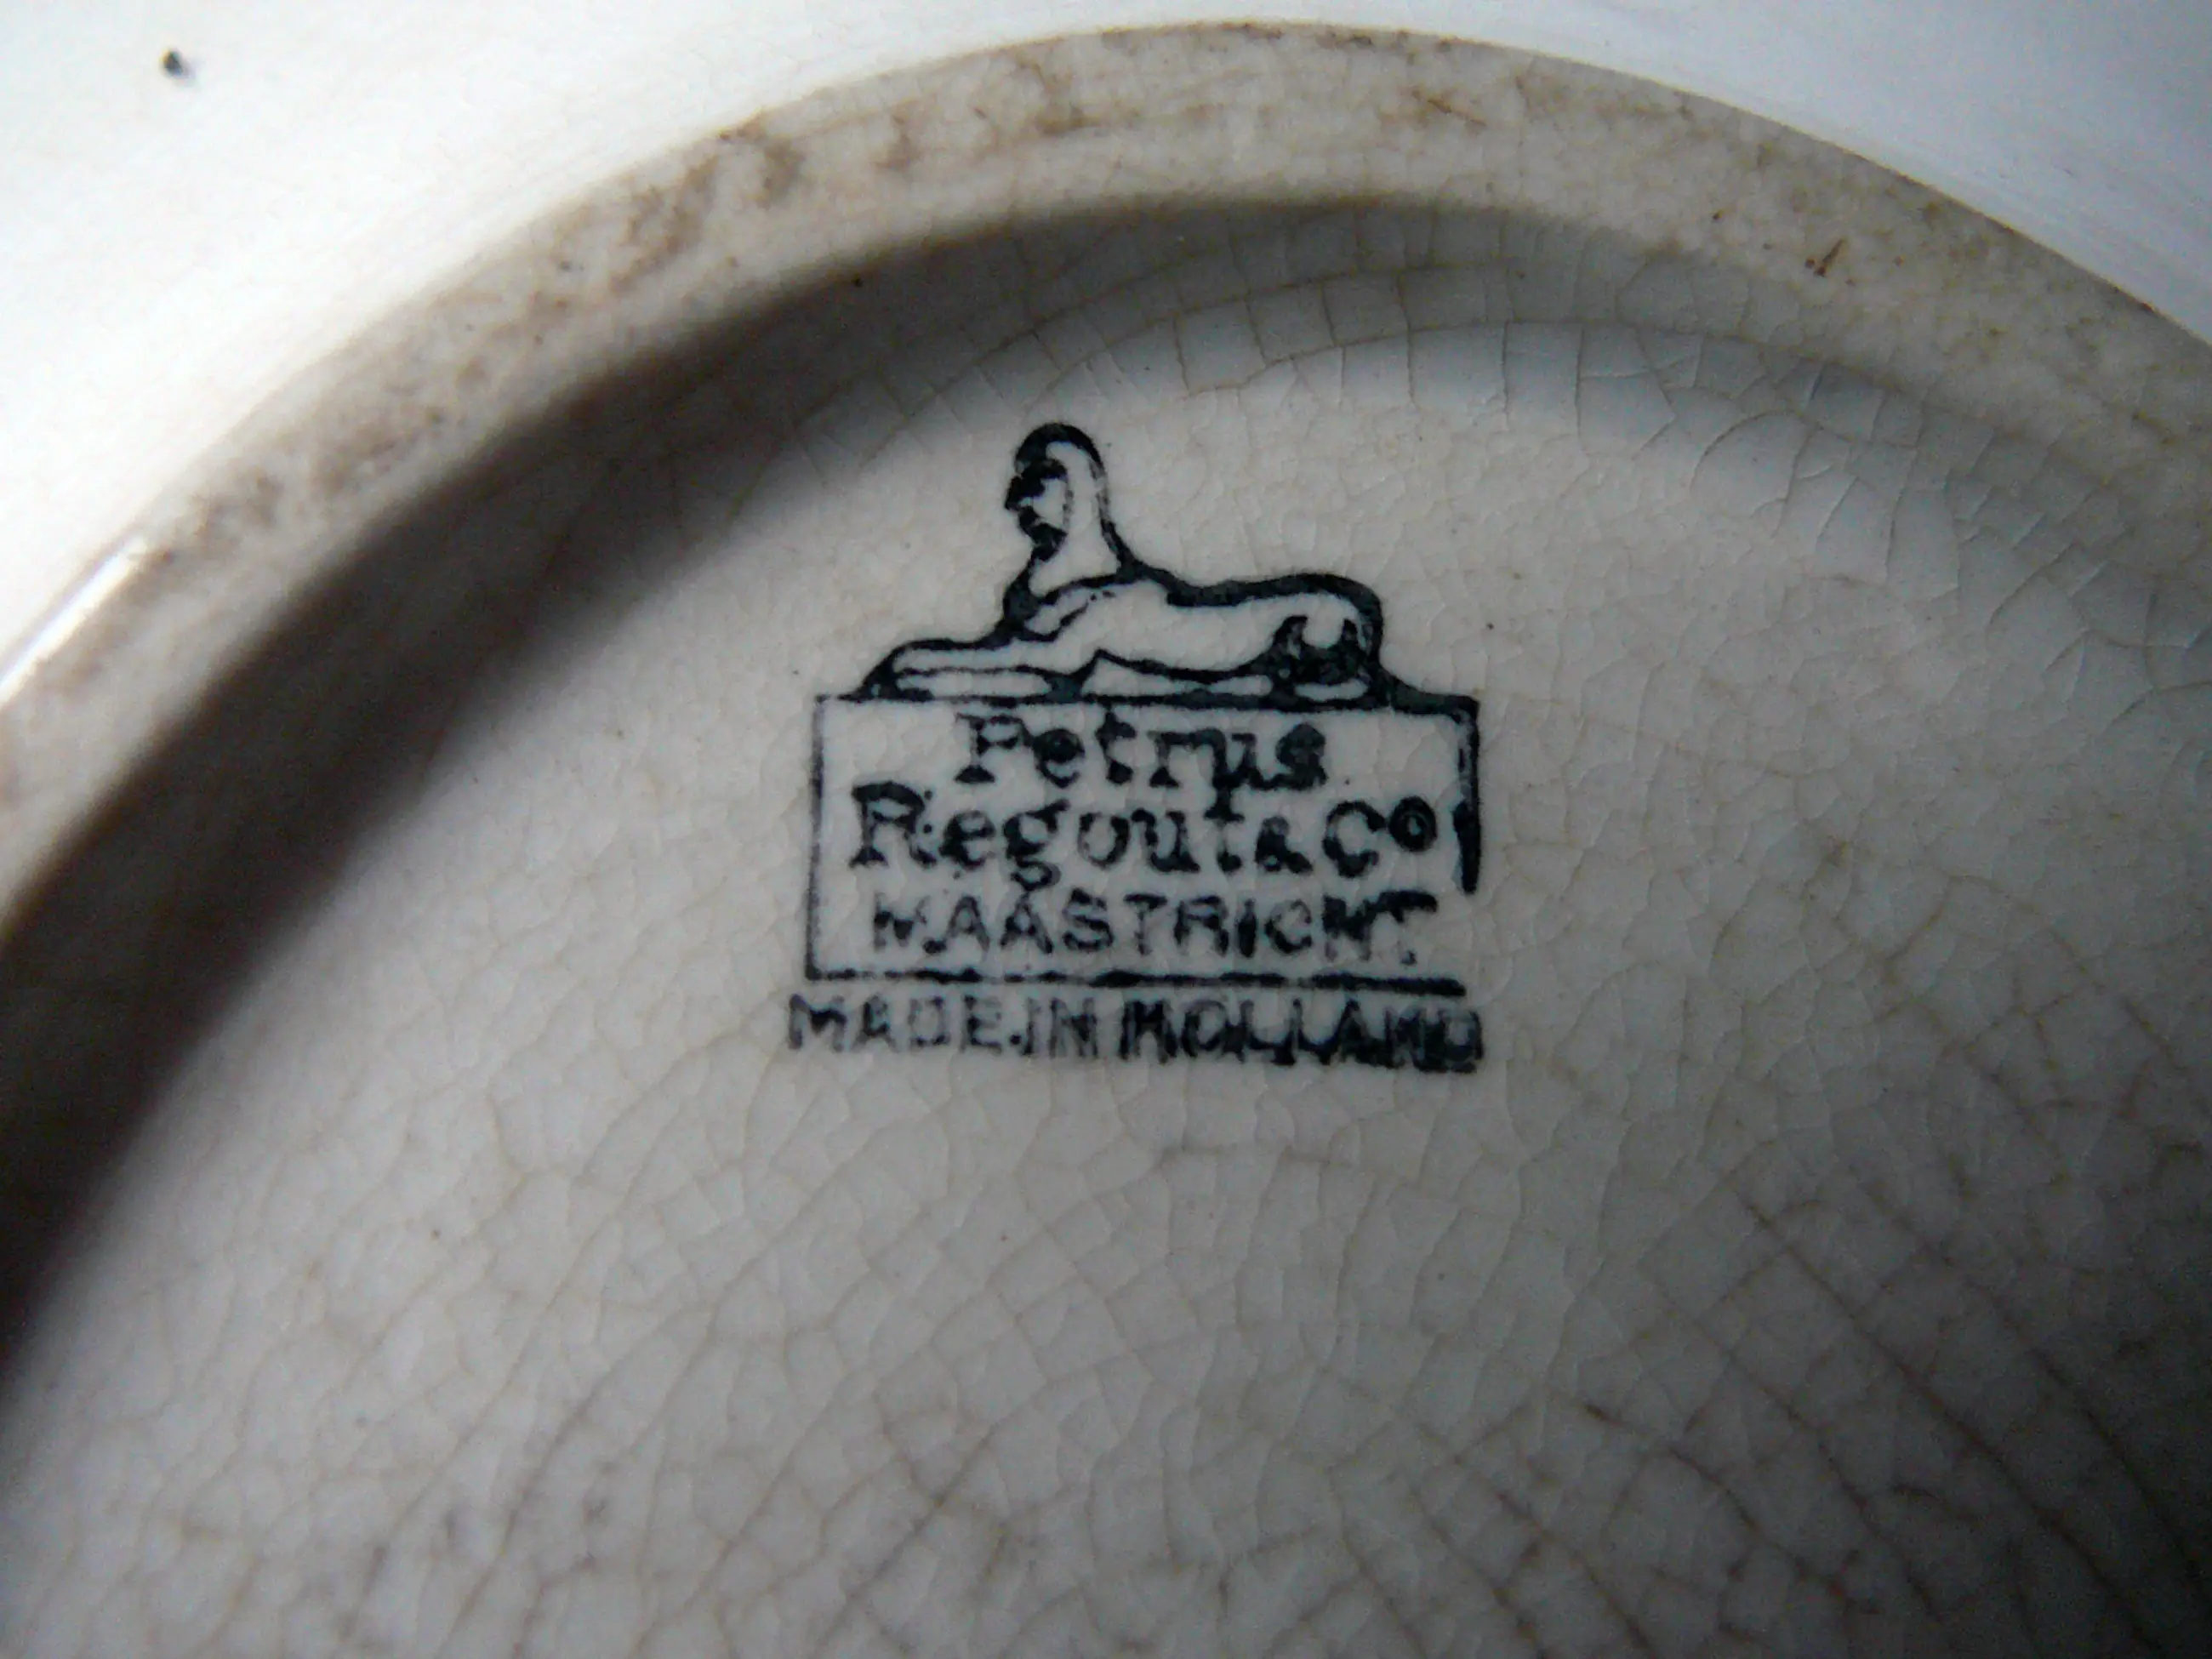 Petrus
Regout & Co
MAASTRICHT
MADE IN HOLLAND